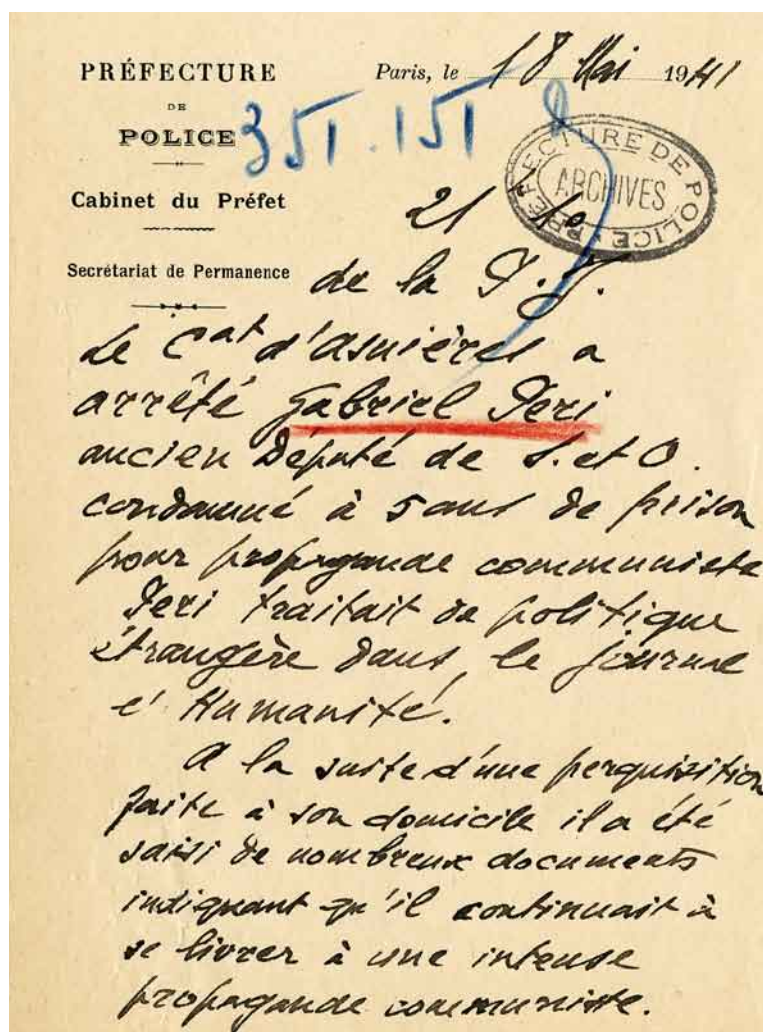 PRÉFECTURE
DE
POLICE
Cabinet du Préfet
Secrétariat de Permanence
Paris, le 18 Mai 1941
351.151
PRÉFECTURE DE POLICE
ARCHIVES
21 h
de la P.J.
Le Cat d'asnières a
arrêté Gabriel Peri
ancien Député de S. et O.
condamné à 5 ans de prison
pour propagande communiste
Peri traitait de politique
étrangère dans le journal
l'Humanité.
A la suite d'une perquisition
faite à son domicile il a été
saisi de nombreux documents
indiquant qu'il continuait à
se livrer à une intense
propagande communiste.